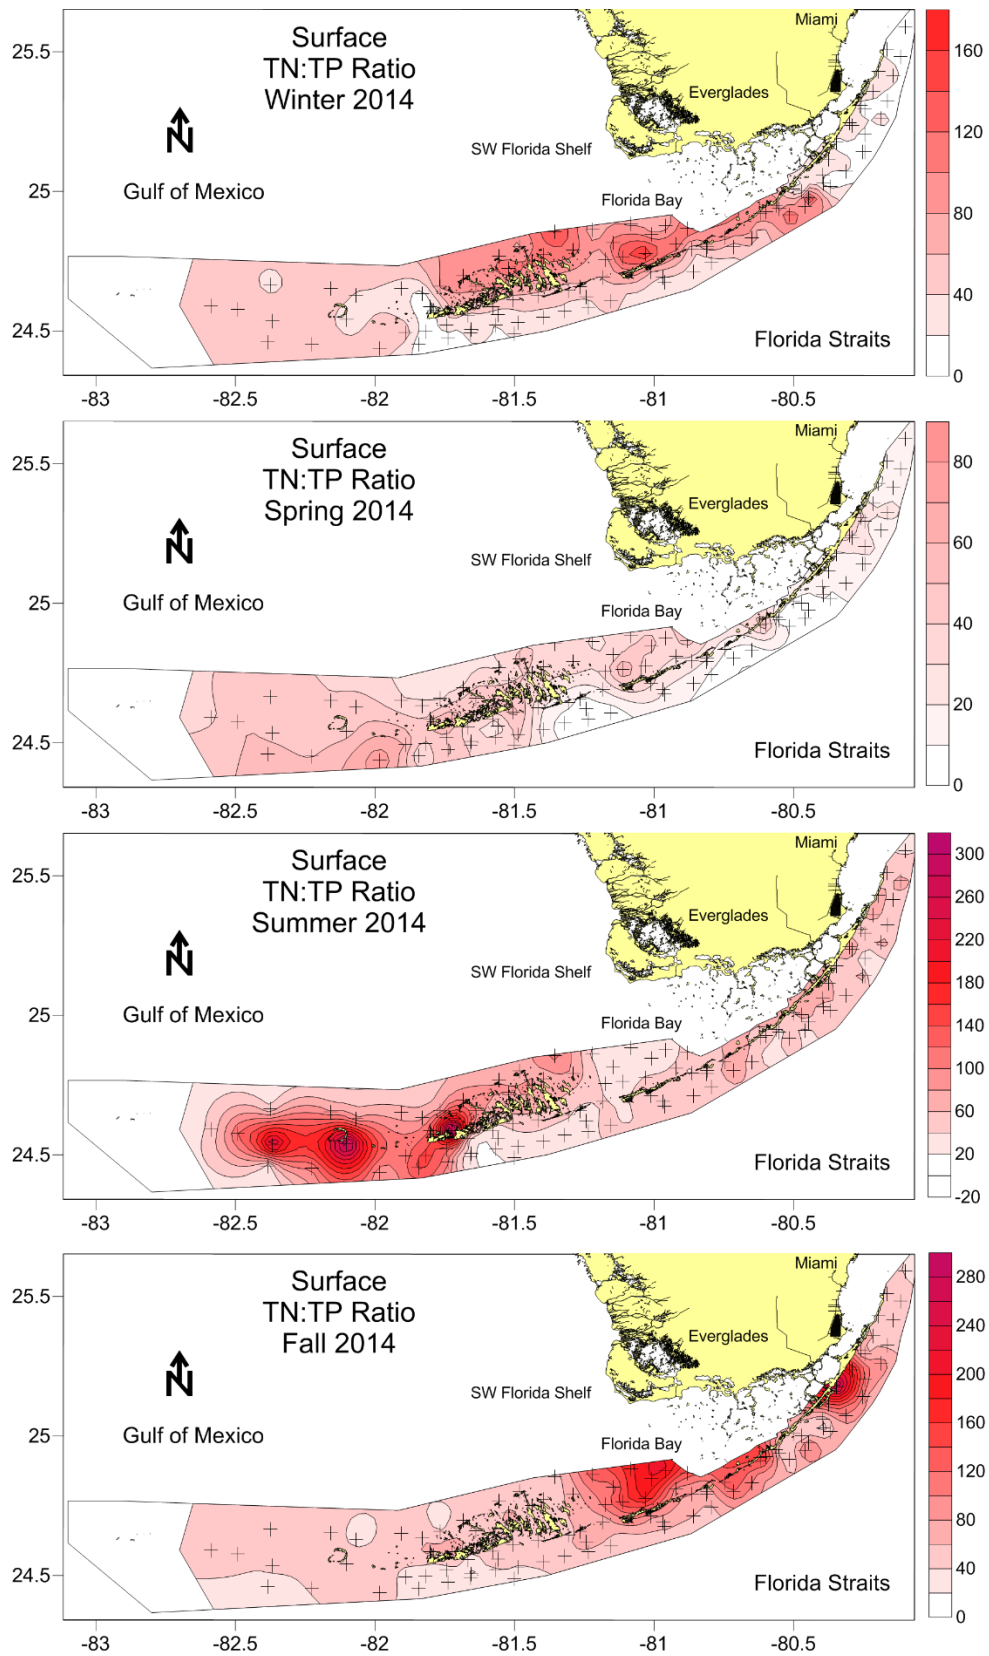 Surface
TN:TP Ratio
Winter 2014
N
Gulf of Mexico
SW Florida Shelf
Florida Bay
Everglades
Miami
Florida Straits
25.5
25
24.5
-83
-82.5
-82
-81.5
-81
-80.5
160
120
80
40
0
Surface
TN:TP Ratio
Spring 2014
N
Gulf of Mexico
SW Florida Shelf
Florida Bay
Everglades
Miami
Florida Straits
25.5
25
24.5
-83
-82.5
-82
-81.5
-81
-80.5
80
60
40
20
0
Surface
TN:TP Ratio
Summer 2014
N
Gulf of Mexico
SW Florida Shelf
Florida Bay
Everglades
Miami
Florida Straits
25.5
25
24.5
-83
-82.5
-82
-81.5
-81
-80.5
300
260
220
180
140
100
60
20
-20
Surface
TN:TP Ratio
Fall 2014
N
Gulf of Mexico
SW Florida Shelf
Florida Bay
Everglades
Miami
Florida Straits
25.5
25
24.5
-83
-82.5
-82
-81.5
-81
-80.5
280
240
200
160
120
80
40
0